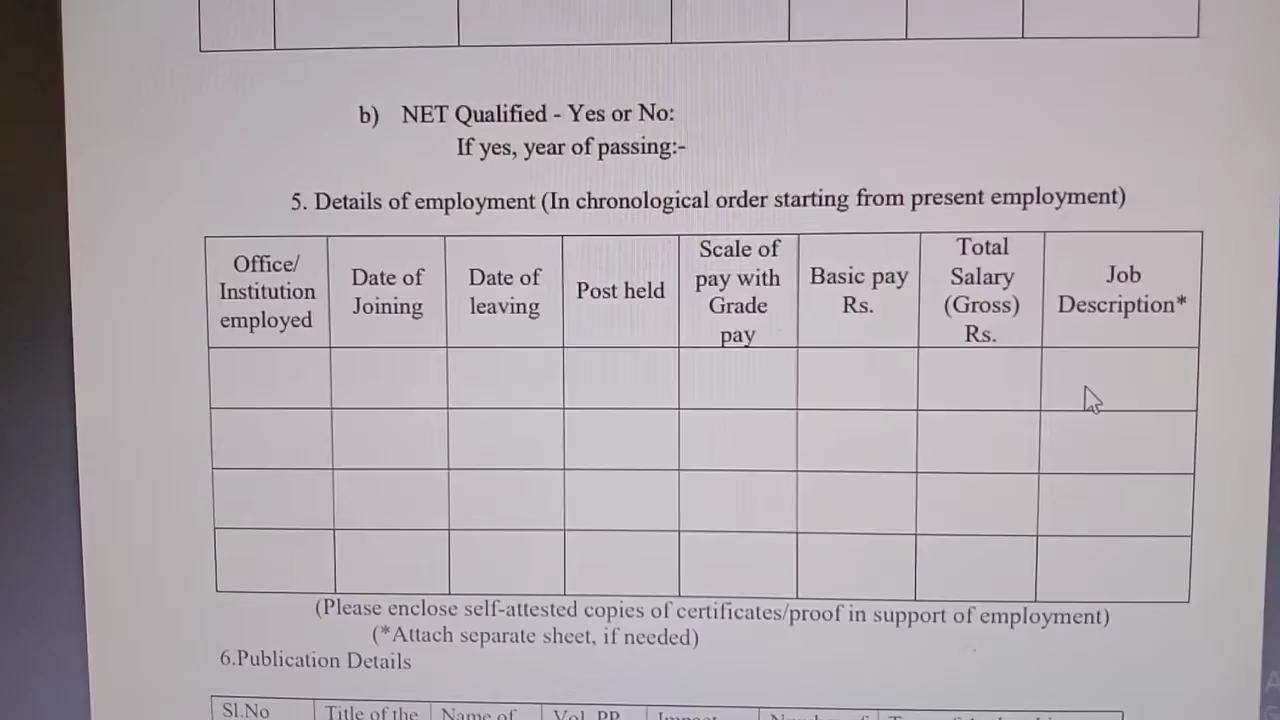 b) NET Qualified - Yes or No:
If yes, year of passing:-
5. Details of employment (In chronological order starting from present employment)
Office/
Institution
employed
Date of
Joining
Date of
leaving
Post held
Scale of
pay with
Grade
pay
Basic pay
Rs.
Total
Salary
(Gross)
Rs.
Job
Description*
(Please enclose self-attested copies of certificates/proof in support of employment)
(*Attach separate sheet, if needed)
6.Publication Details
Sl.No
Title of the
Name of
Vol. PP
Impact